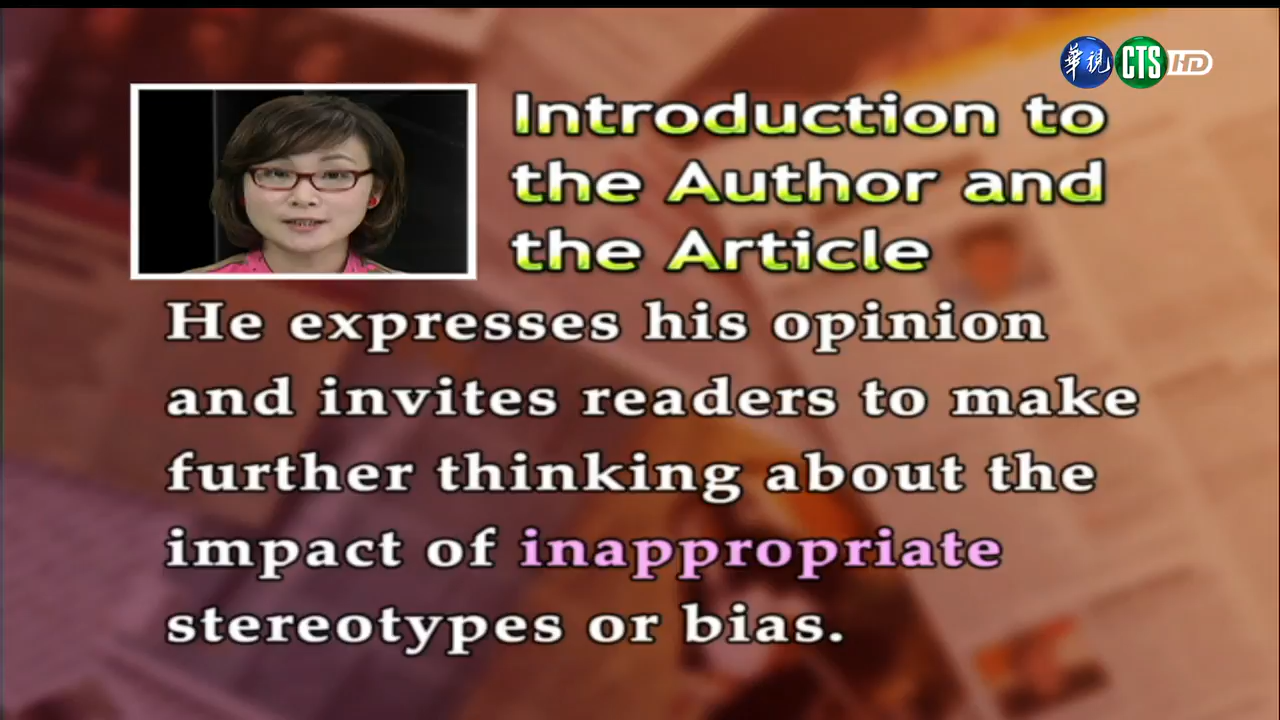 華視 CTS HD
Introduction to
the Author and
the Article
He expresses his opinion
and invites readers to make
further thinking about the
impact of inappropriate
stereotypes or bias.